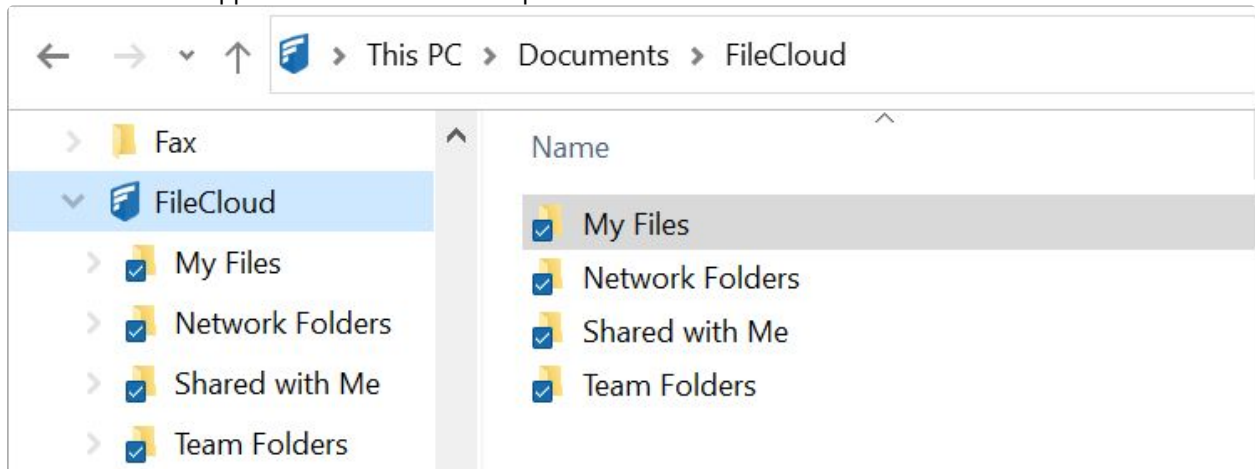 This PC > Documents > FileCloud
Fax
FileCloud
My Files
Network Folders
Shared with Me
Team Folders
Name
My Files
Network Folders
Shared with Me
Team Folders